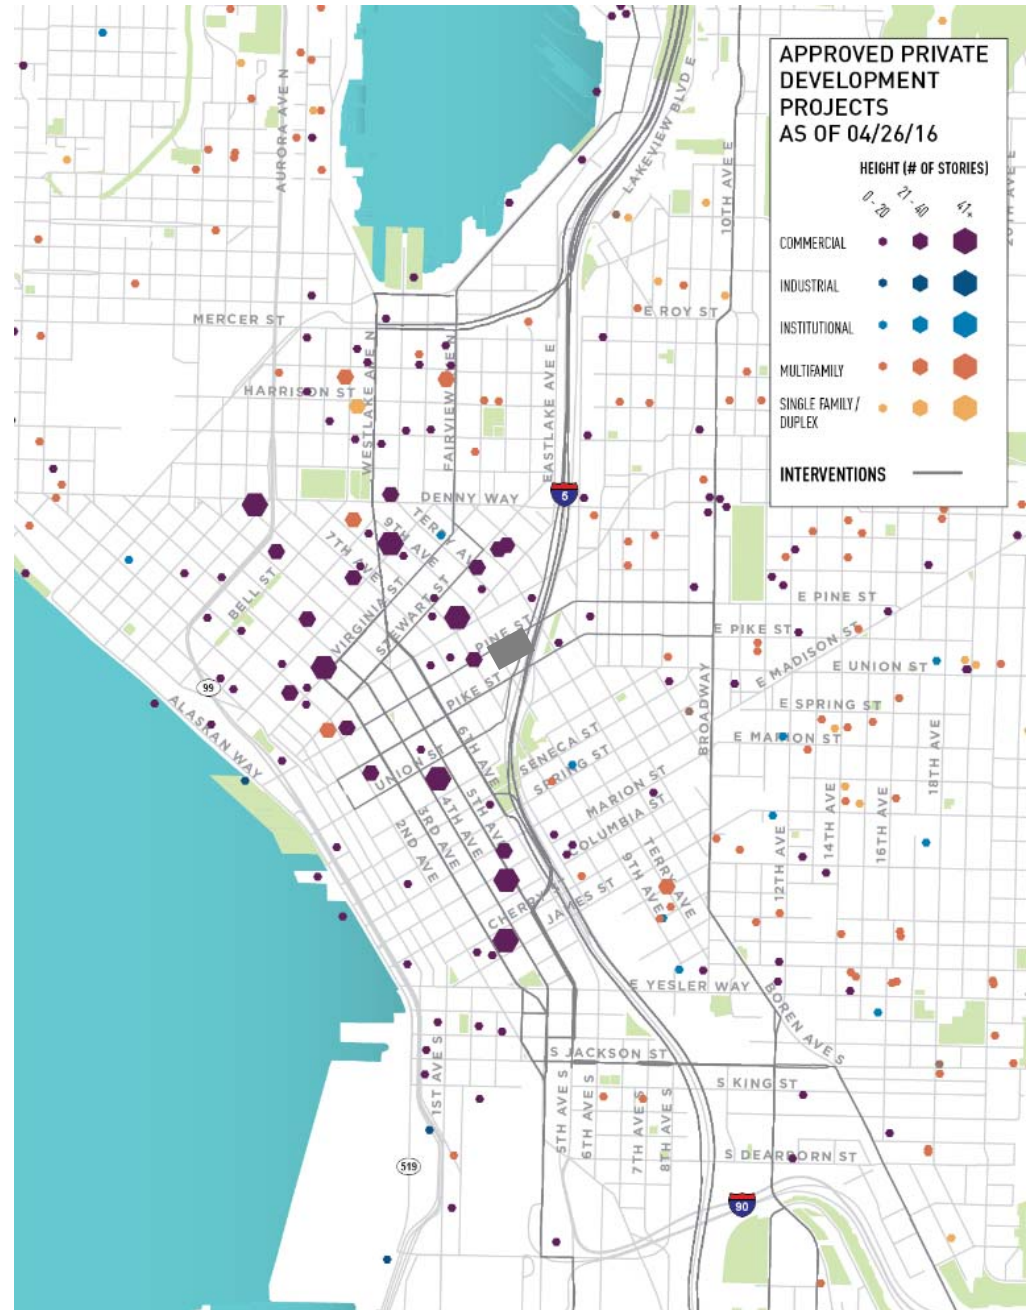 APPROVED PRIVATE
DEVELOPMENT
PROJECTS
AS OF 04/26/16
HEIGHT (# OF STORIES)
0 - 20
21 - 40
41+
COMMERCIAL
INDUSTRIAL
INSTITUTIONAL
MULTIFAMILY
SINGLE FAMILY /
DUPLEX
INTERVENTIONS
AURORA AVE N
LAKEVIEW BLVD E
10TH AVE E
MERCER ST
E ROY ST
HARRISON ST
WESTLAKE AVE N
FAIRVIEW AVE N
EASTLAKE AVE E
DENNY WAY
5
TERRY AVE
9TH AVE
7TH AVE
BELL ST
VIRGINIA ST
STEWART ST
PINE ST
PIKE ST
E PINE ST
E PIKE ST
E MADISON ST
E UNION ST
E SPRING ST
E MARION ST
BROADWAY
99
ALASKAN WAY
UNION ST
6TH AVE
5TH AVE
4TH AVE
3RD AVE
2ND AVE
SENECA ST
SPRING ST
MARION ST
COLUMBIA ST
CHERRY ST
JAMES ST
TERRY AVE
9TH AVE
12TH AVE
14TH AVE
16TH AVE
18TH AVE
E YESLER WAY
BOREN AVE S
S JACKSON ST
S KING ST
1ST AVE S
5TH AVE S
6TH AVE S
7TH AVE S
8TH AVE S
S DEARBORN ST
519
90